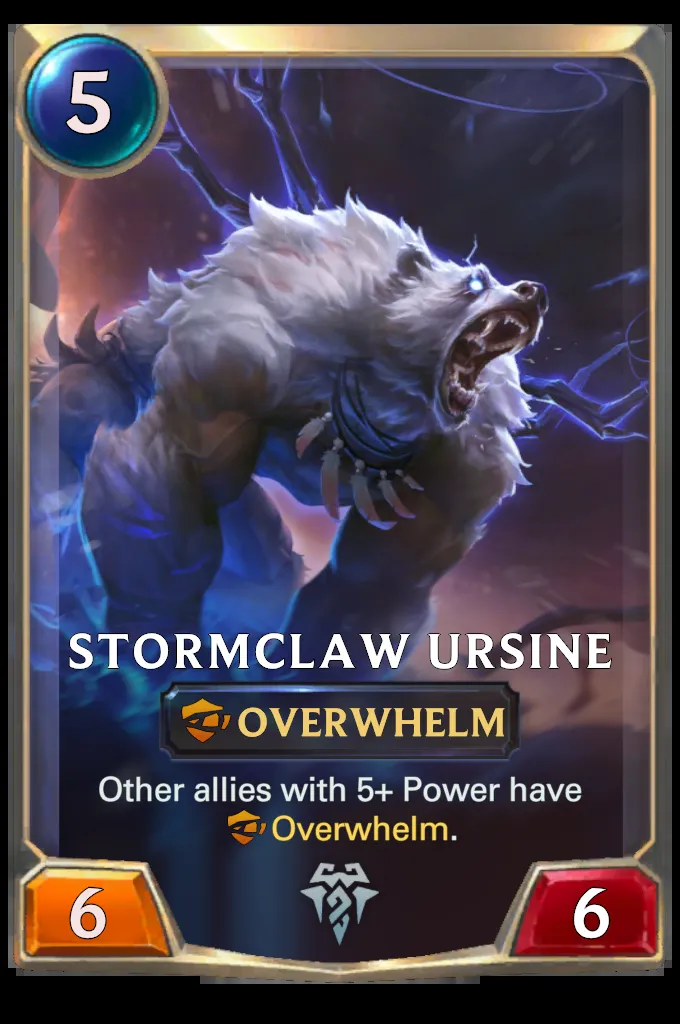 5
STORMCLAW URSINE
OVERWHELM
Other allies with 5+ Power have
Overwhelm.
6 6